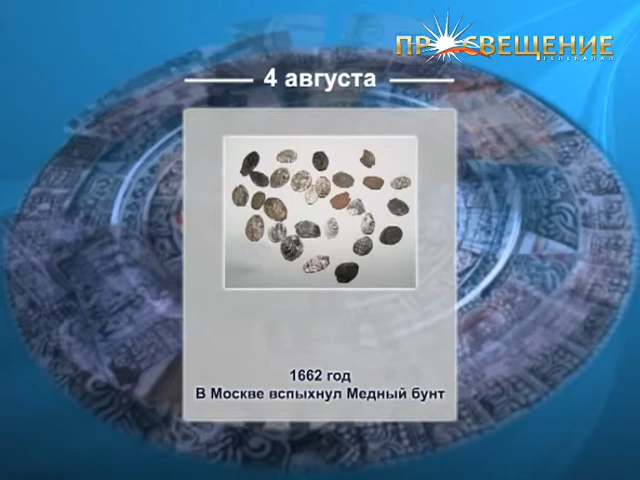 ПРОСВЕЩЕНИЕ
ТЕЛЕКАНАЛ
4 августа
1662 год
В Москве вспыхнул Медный бунт